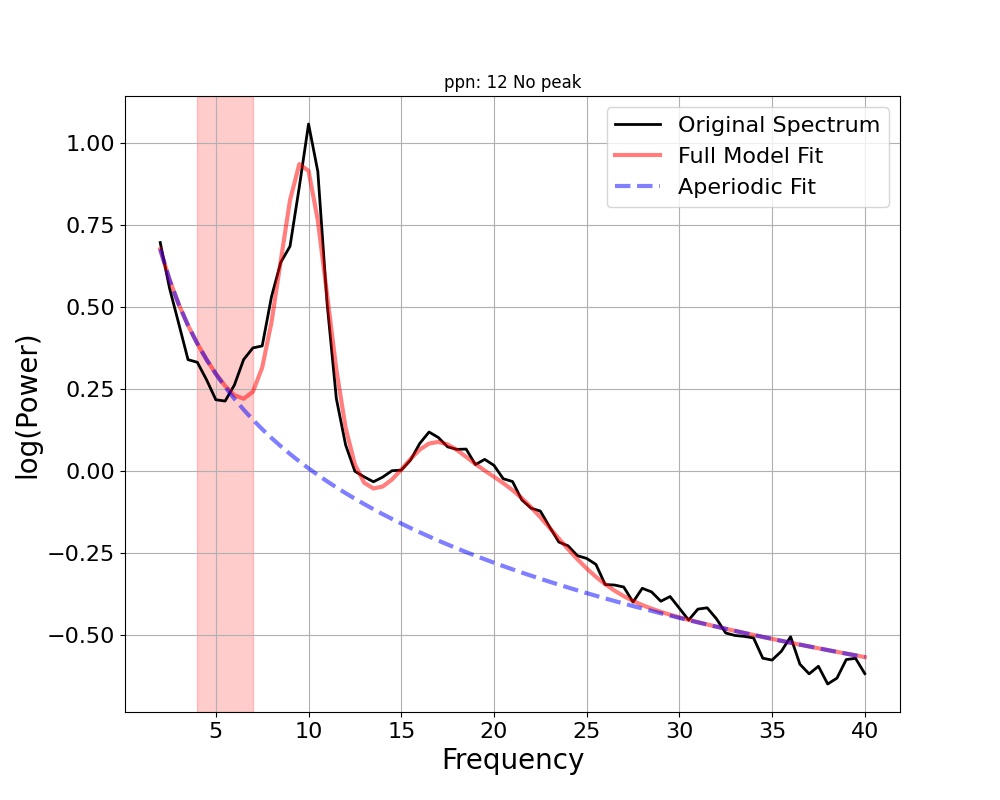 ppn: 12 No peak
Original Spectrum
Full Model Fit
Aperiodic Fit
log(Power)
1.00
0.75
0.50
0.25
0.00
−0.25
−0.50
5 10 15 20 25 30 35 40
Frequency